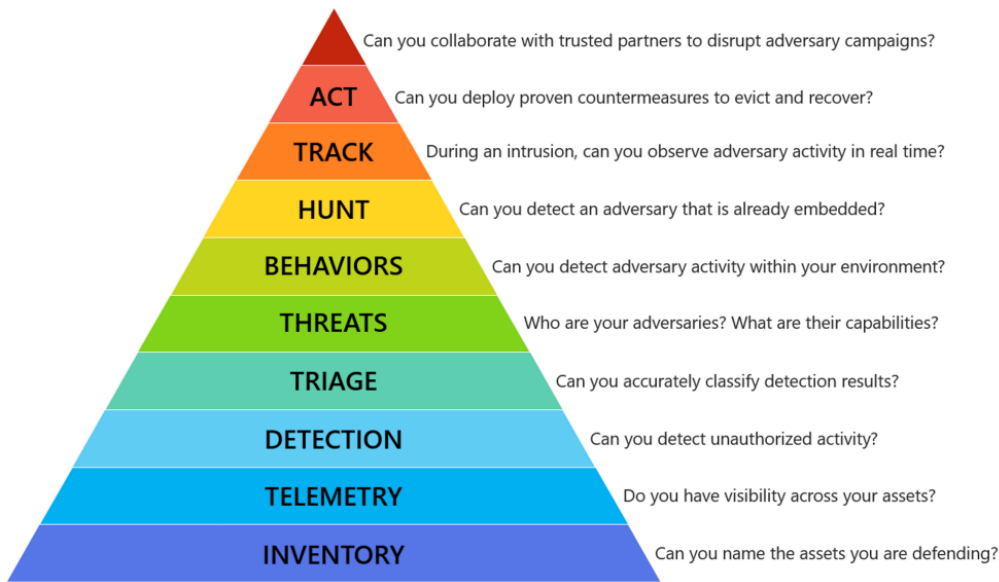 Can you collaborate with trusted partners to disrupt adversary campaigns?
ACT Can you deploy proven countermeasures to evict and recover?
TRACK During an intrusion, can you observe adversary activity in real time?
HUNT Can you detect an adversary that is already embedded?
BEHAVIORS Can you detect adversary activity within your environment?
THREATS Who are your adversaries? What are their capabilities?
TRIAGE Can you accurately classify detection results?
DETECTION Can you detect unauthorized activity?
TELEMETRY Do you have visibility across your assets?
INVENTORY Can you name the assets you are defending?